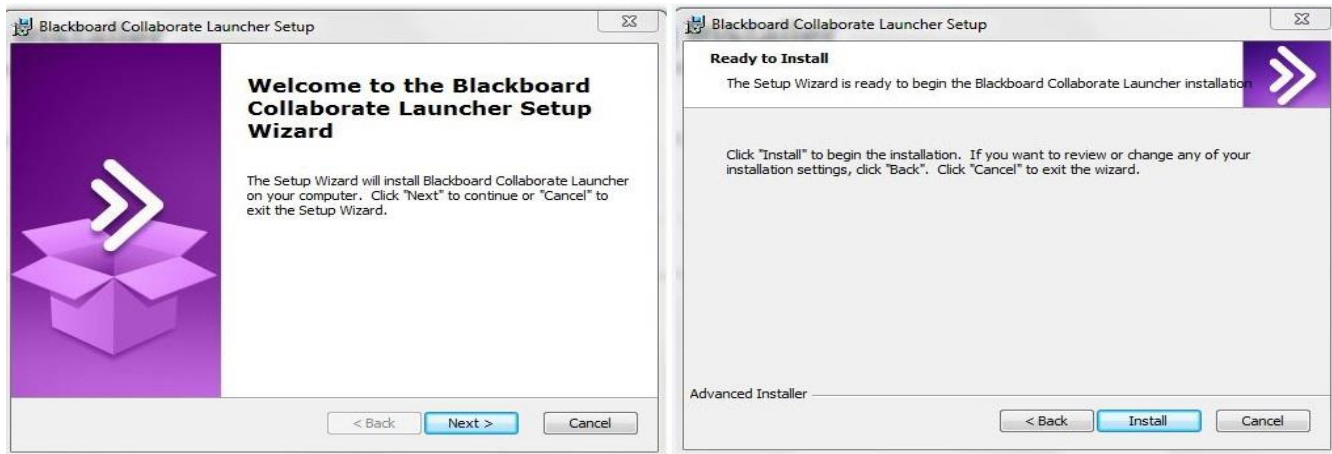 Blackboard Collaborate Launcher Setup
Welcome to the Blackboard
Collaborate Launcher Setup
Wizard
The Setup Wizard will install Blackboard Collaborate Launcher
on your computer. Click "Next" to continue or "Cancel" to
exit the Setup Wizard.
< Back
Next >
Cancel
Blackboard Collaborate Launcher Setup
Ready to Install
The Setup Wizard is ready to begin the Blackboard Collaborate Launcher installation
Click "Install" to begin the installation. If you want to review or change any of your
installation settings, click "Back". Click "Cancel" to exit the wizard.
Advanced Installer
< Back
Install
Cancel